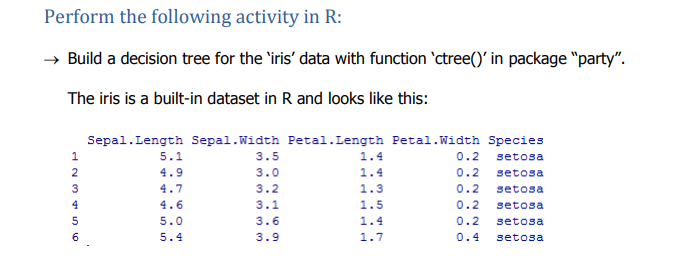 Perform the following activity in R:
→ Build a decision tree for the ‘iris’ data with function ‘ctree()’ in package “party”.
The iris is a built-in dataset in R and looks like this:
Sepal.Length Sepal.Width Petal.Length Petal.Width Species
1 5.1 3.5 1.4 0.2 setosa
2 4.9 3.0 1.4 0.2 setosa
3 4.7 3.2 1.3 0.2 setosa
4 4.6 3.1 1.5 0.2 setosa
5 5.0 3.6 1.4 0.2 setosa
6 5.4 3.9 1.7 0.4 setosa